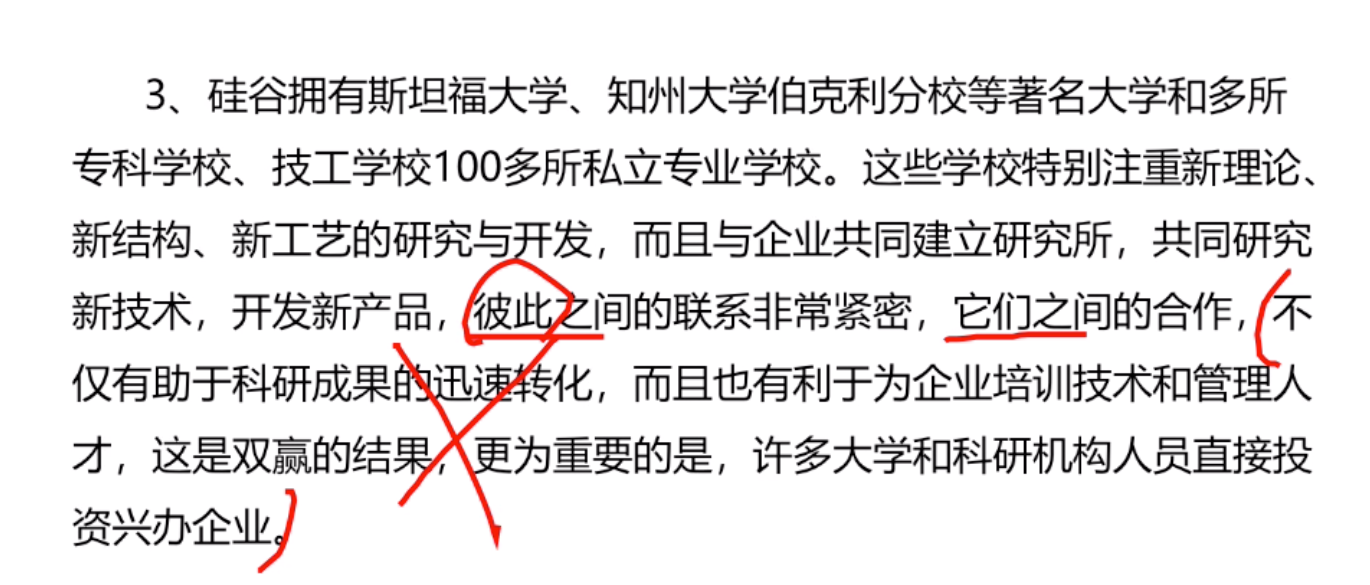 3、硅谷拥有斯坦福大学、知州大学伯克利分校等著名大学和多所
专科学校、技工学校100多所私立专业学校。这些学校特别注重新理论、
新结构、新工艺的研究与开发，而且与企业共同建立研究所，共同研究
新技术，开发新产品，彼此之间的联系非常紧密，它们之间的合作，不
仅有助于科研成果的迅速转化，而且也有利于为企业培训技术和管理人
才，这是双赢的结果，更为重要的是，许多大学和科研机构人员直接投
资兴办企业。